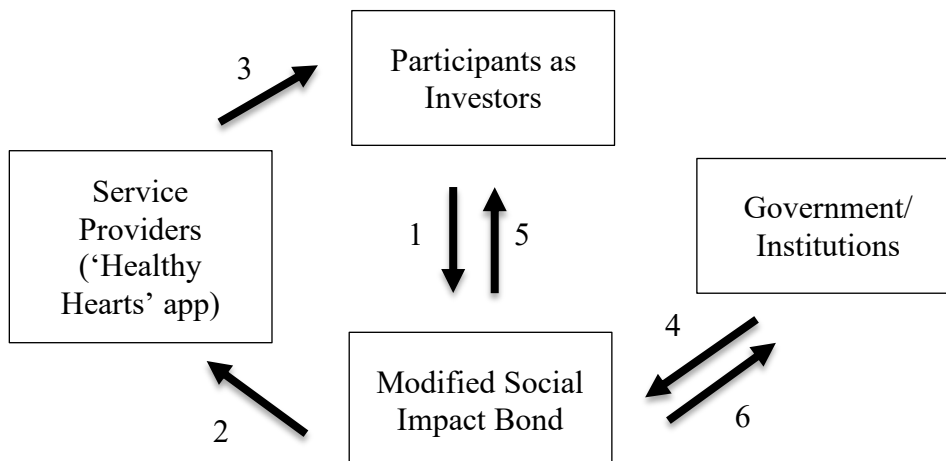 3
Participants as
Investors
Service
Providers
(‘Healthy
Hearts’ app)
Government/
Institutions
1
5
4
Modified Social
Impact Bond
2
6